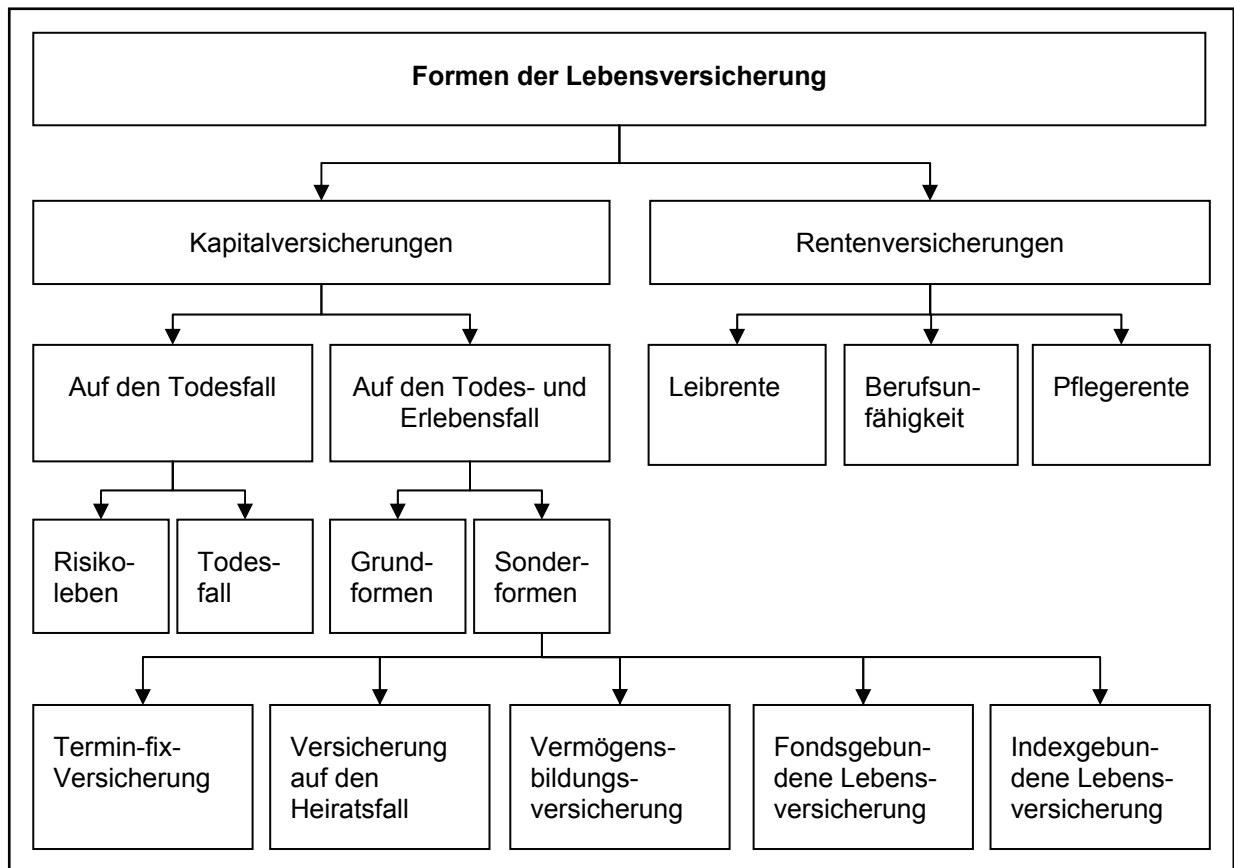 Formen der Lebensversicherung
Kapitalversicherungen
Rentenversicherungen
Auf den Todesfall
Auf den Todes- und
Erlebensfall
Leibrente
Berufsun-
fähigkeit
Pflegerente
Risiko-
leben
Todes-
fall
Grund-
formen
Sonder-
formen
Termin-fix-
Versicherung
Versicherung
auf den
Heiratsfall
Vermögens-
bildungs-
versicherung
Fondsgebun-
dene Lebens-
versicherung
Indexgebun-
dene Lebens-
versicherung